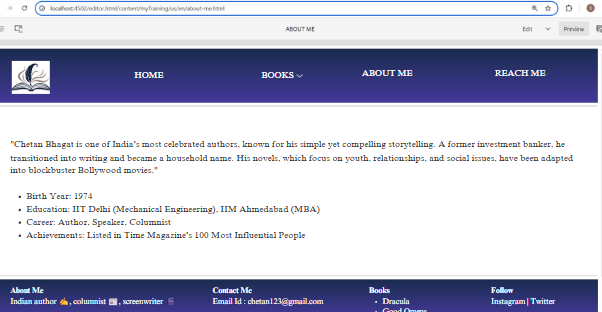 localhost:4502/editor.html/content/myTraining/us/en/about-me.html
ABOUT ME
Edit
Preview
HOME
BOOKS
ABOUT ME
REACH ME
"Chetan Bhagat is one of India's most celebrated authors, known for his simple yet compelling storytelling. A former investment banker, he
transitioned into writing and became a household name. His novels, which focus on youth, relationships, and social issues, have been adapted
into blockbuster Bollywood movies."
• Birth Year: 1974
• Education: IIT Delhi (Mechanical Engineering), IIM Ahmedabad (MBA)
• Career: Author, Speaker, Columnist
• Achievements: Listed in Time Magazine's 100 Most Influential People
About Me
Indian author ✍️, columnist 📰, screenwriter 🎬
Contact Me
Email Id : chetan123@gmail.com
Books
• Dracula
• Good Omens
Follow
Instagram | Twitter